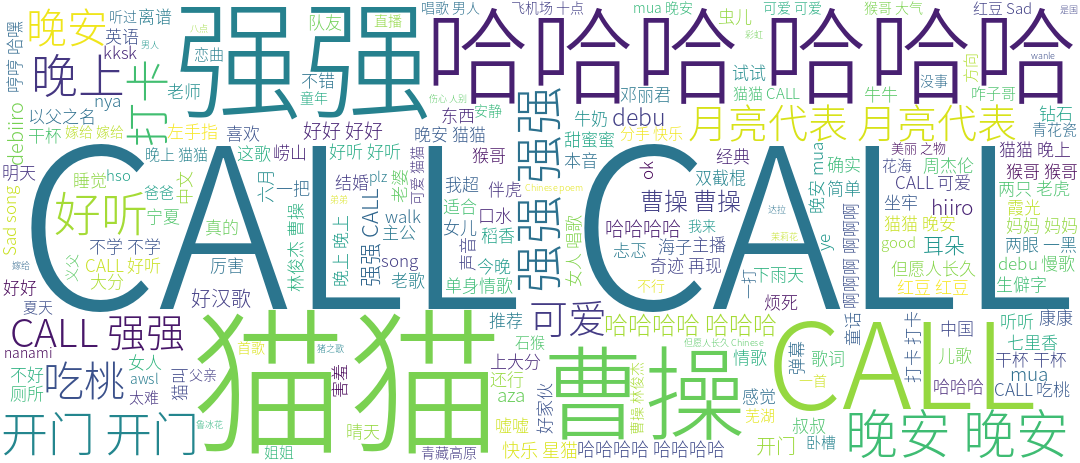 哼哼 哈嘿
听过
离谱
晚安
英语
kksk
晚上
nya
打卡
恋曲
老师
八点
男人
强强
队友
不错
童年
直播
唱歌 男人
飞机场 十点
mua 晚安
虫儿
可爱 可爱
猴哥 大气
红豆 Sad
是国
哈哈哈 哈哈哈
彩虹
wanle
没事
方向
试试
猫猫 CALL
牛牛
咋子哥
钻石
青花瓷
伤心 人别
安静
东西
邓丽君
牛奶
debu
月亮代表 月亮代表
debiiro
以父之名
干杯
嫁给 嫁给
左手指
喜欢
好好 好好
晚安 猫猫
强强 强强
甜蜜蜜
分手 快乐
本音
经典
mua
确实
美丽 之物
花海
周杰伦
猫猫 晚上
猴哥 猴哥
明天
晚上 猫猫
这歌
崂山
好听 好听
可爱 猫猫
猴哥
ok
CALL CALL
睡觉
hso
爸爸
中文
六月
一把
结婚
plz
老婆
我超
伴虎
Chinese poem
双截棍
晚安
简单
CALL 可爱
坐牢
两只 老虎
Sad song
好听
宁夏
真的
林俊杰 曹操
弟弟
适合
口水
曹操 曹操
达拉
猫猫 晚安
hiiro
霞光
不学 不学
晚上 晚上
强强 CALL
walk
主公
女儿
稻香
声音
女人 唱歌
哈哈哈哈
我来
茉莉花
ye
啊啊啊 啊啊啊
good
耳朵
妈妈 妈妈
两眼 一黑
嫁给
义父
CALL 好听
大分
厉害
song
老歌
今晚
单身情歌
忐忑
海子
主播
奇迹 再现
不行
一打
下雨天
烦死
但愿人长久
红豆 红豆
debu 慢歌
生僻字
好好
夏天
好汉歌
CALL 强强
nanami
首歌
猪之歌
猫猫
害羞
推荐
可爱
哈哈哈哈 哈哈哈
但愿人长久 Chinese
石猴
情歌
弹幕
CALL
童话
打卡 打卡
中国
听听
康康
七里香
不好
女人
吃桃
awsl
厕所
太难
猫叫
父亲
上大分
还行
aza
曹操
曹操 林俊杰
感觉
歌词
一首
儿歌
干杯 干杯
哈哈哈
mua
CALL 吃桃
开门 开门
鲁冰花
姐姐
晴天
青藏高原
嘘嘘
好家伙
快乐 星猫
哈哈哈哈 哈哈哈哈
芜湖
开门
叔叔
卧槽
晚安 晚安